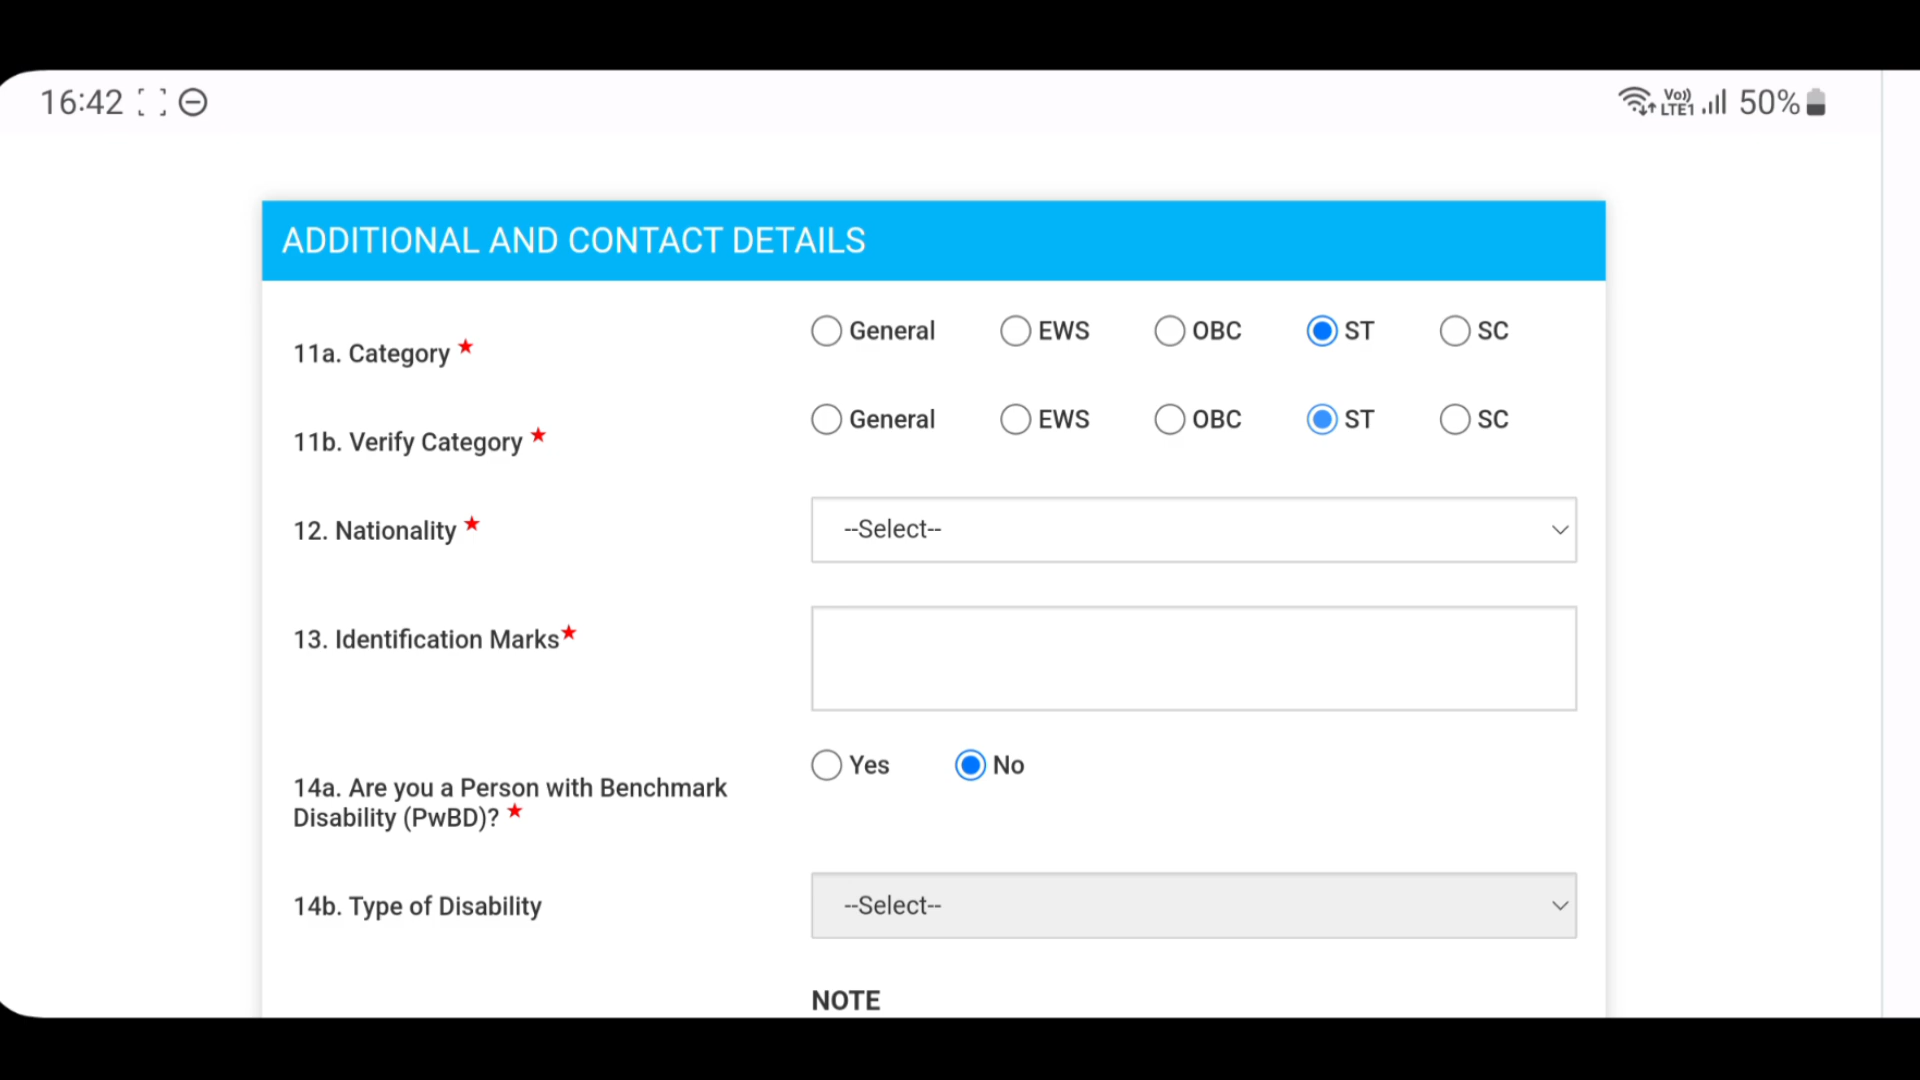 16:42
Vo))
LTE1
50%
ADDITIONAL AND CONTACT DETAILS
11a. Category ★
General EWS OBC ST SC
11b. Verify Category ★
General EWS OBC ST SC
12. Nationality ★
--Select--
13. Identification Marks★
14a. Are you a Person with Benchmark
Disability (PwBD)? ★
Yes No
14b. Type of Disability
--Select--
NOTE